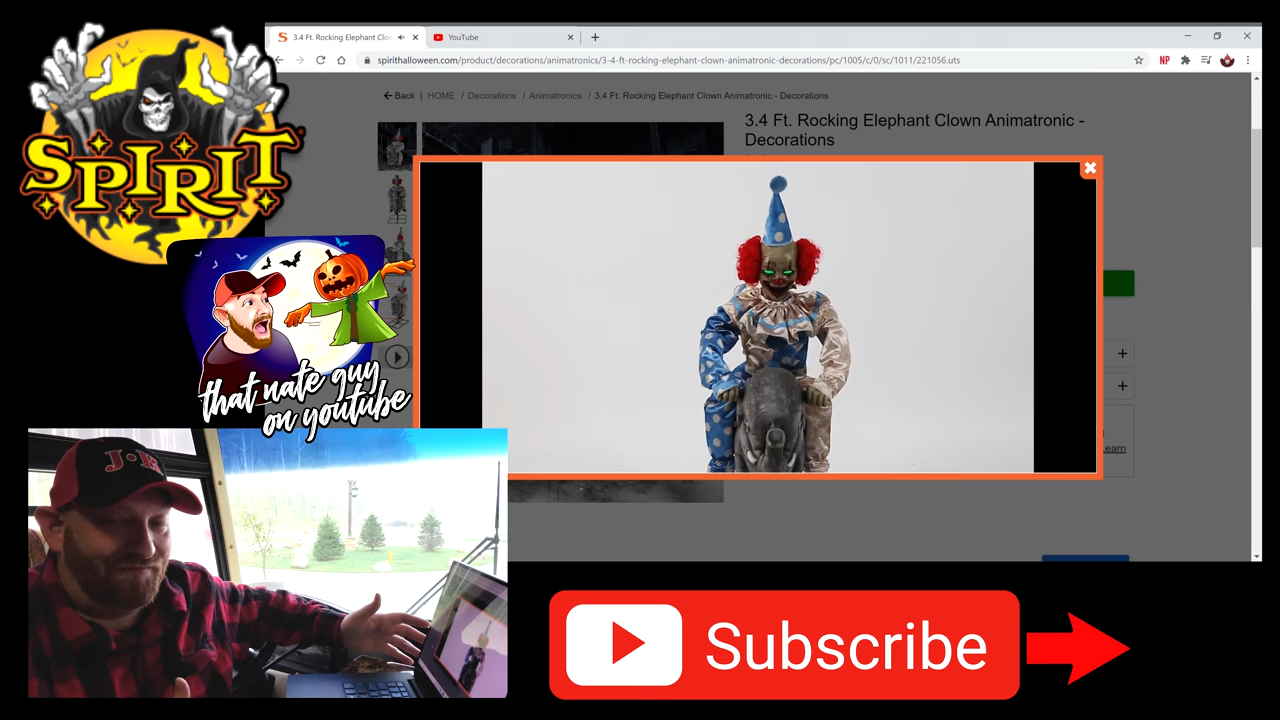 3.4 Ft. Rocking Elephant Clo
YouTube
spirithalloween.com/product/decorations/animatronics/3-4-ft-rocking-elephant-clown-animatronic-decorations/pc/1005/c/0/sc/1011/221056.uts
NP
Back | HOME / Decorations / Animatronics / 3.4 Ft. Rocking Elephant Clown Animatronic - Decorations
3.4 Ft. Rocking Elephant Clown Animatronic -
Decorations
SPIRIT
that nate guy
on youtube
earn
J·K
Subscribe